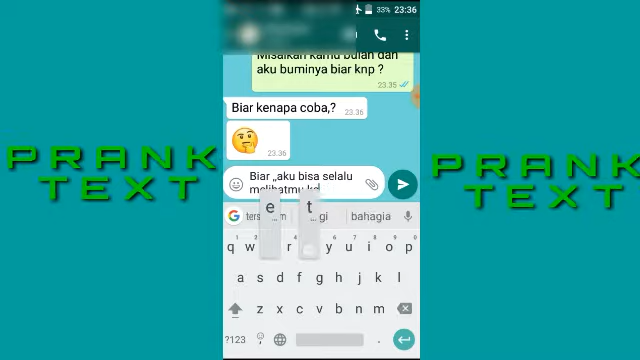 33% 23:36
Misalkan kamu bulan dan
aku buminya biar knp ?
23.35
Biar kenapa coba,?
23.36
23.36
Biar ,,aku bisa selalu
melihatmu ke
bahagia
e
t
q w r y u i o p
a s d f g h j k l
z x c v b n m
?123
PRANK
TEXT
PRANK
TEXT